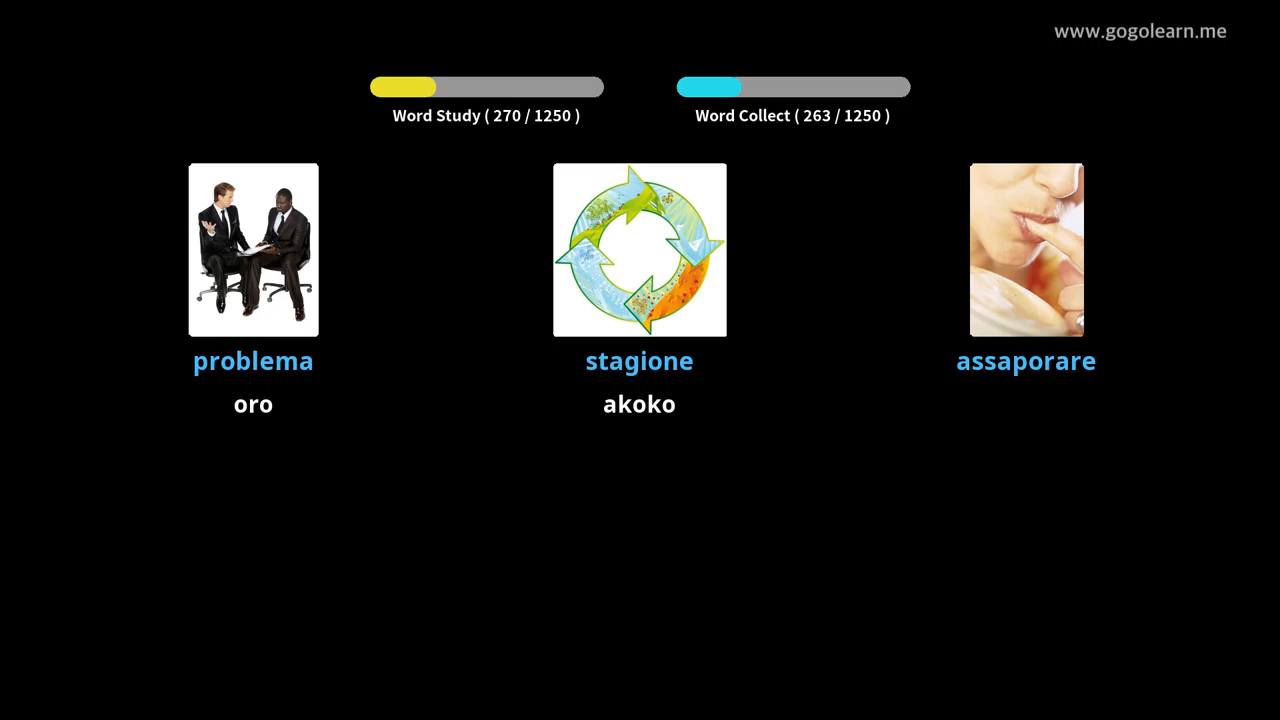 www.gogolearn.me
Word Study ( 270 / 1250 )
Word Collect ( 263 / 1250 )
problema
stagione
assaporare
oro
akoko